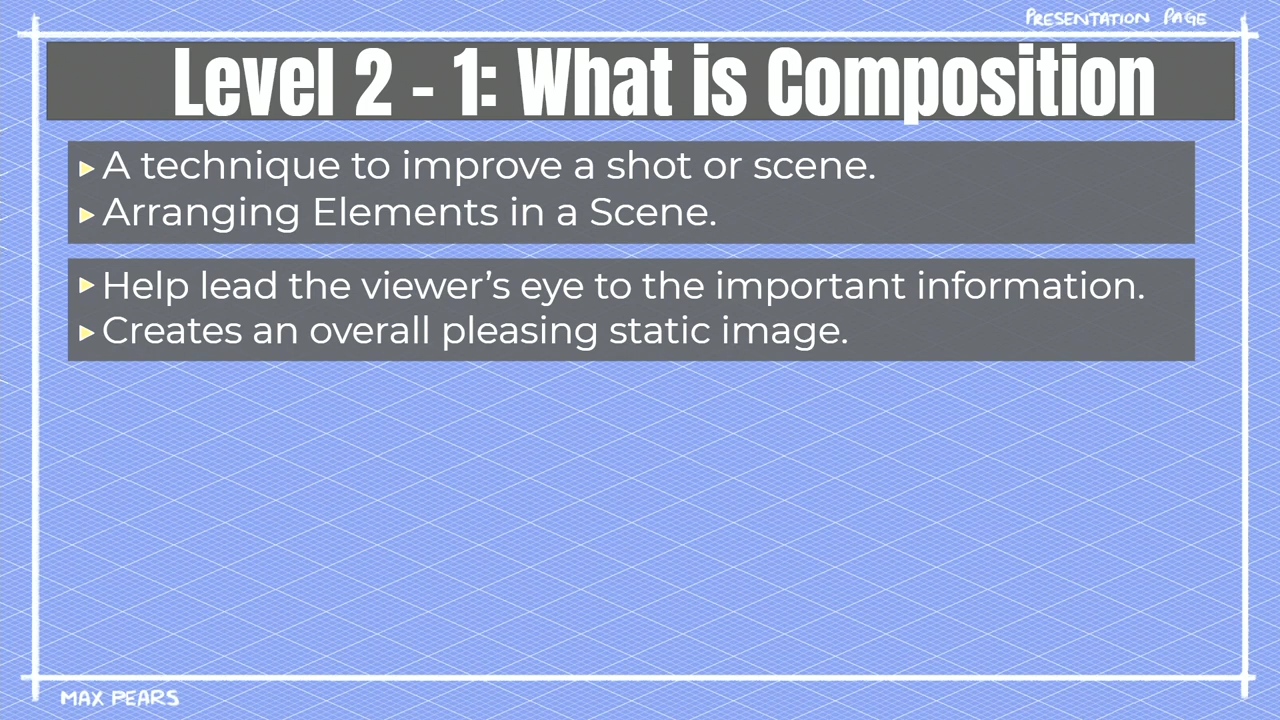 PRESENTATION PAGE
Level 2 - 1: What is Composition
A technique to improve a shot or scene.
Arranging Elements in a Scene.
Help lead the viewer’s eye to the important information.
Creates an overall pleasing static image.
MAX PEARS